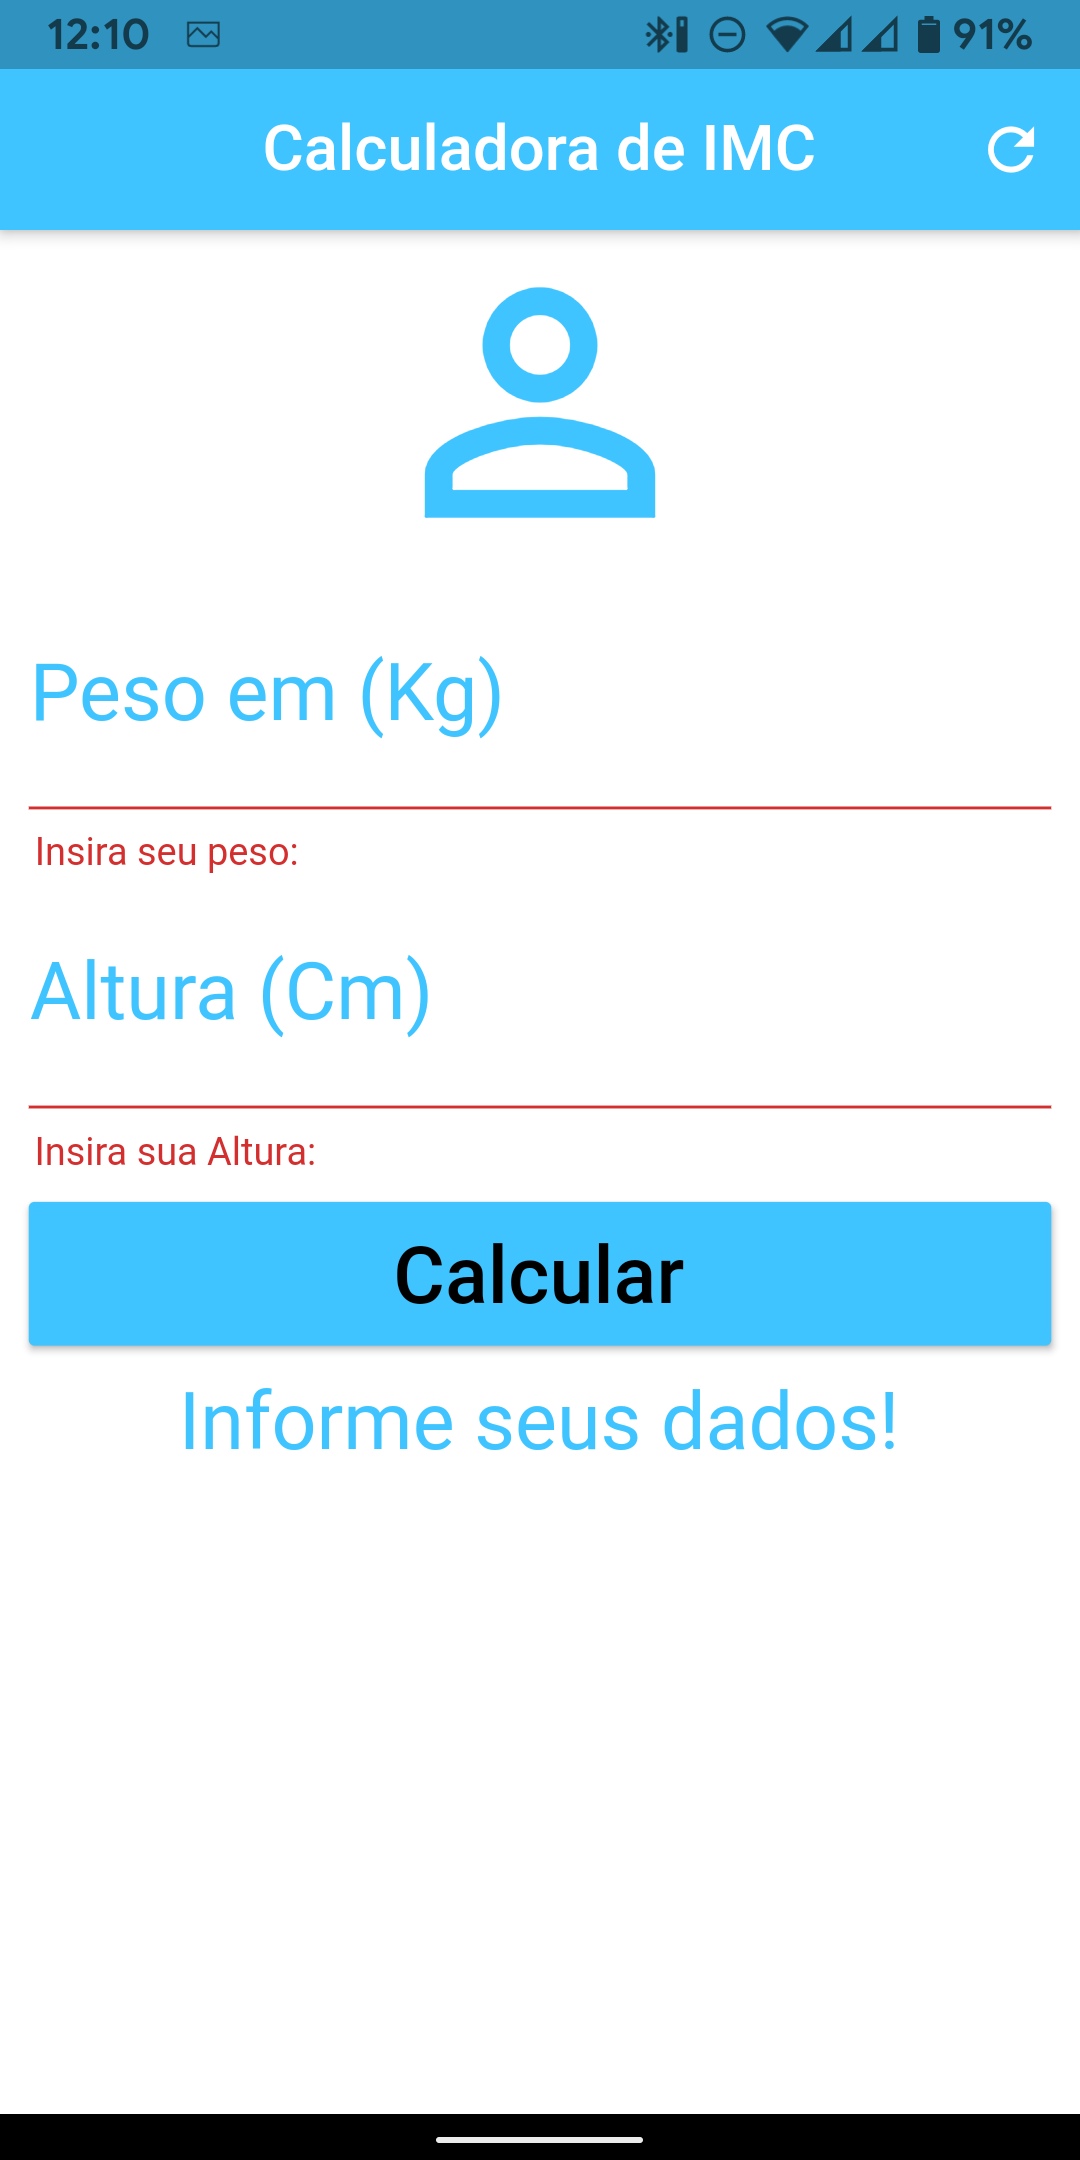 12:10 91%
Calculadora de IMC
Peso em (Kg)
Insira seu peso:
Altura (Cm)
Insira sua Altura:
Calcular
Informe seus dados!